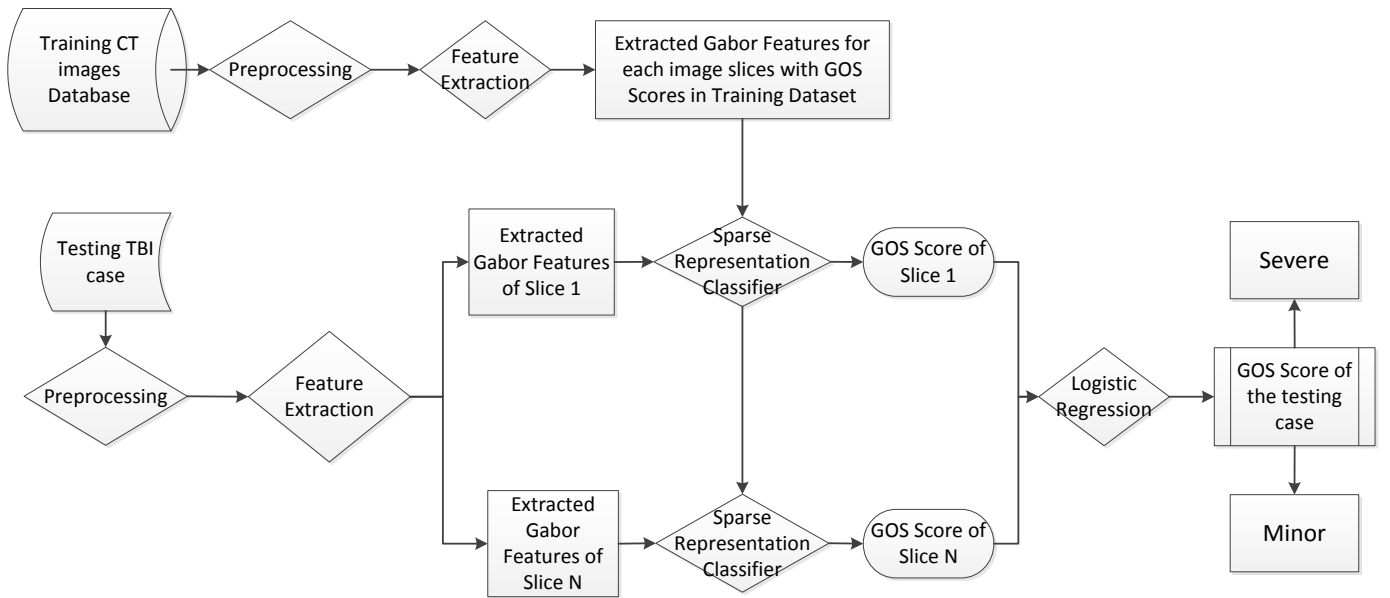 Training CT
images
Database
Preprocessing
Feature
Extraction
Extracted Gabor Features for
each image slices with GOS
Scores in Training Dataset
Testing TBI
case
Preprocessing
Feature
Extraction
Extracted
Gabor Features
of Slice 1
Sparse
Representation
Classifier
GOS Score of
Slice 1
Extracted
Gabor
Features of
Slice N
Sparse
Representation
Classifier
GOS Score of
Slice N
Logistic
Regression
Severe
GOS Score of
the testing
case
Minor